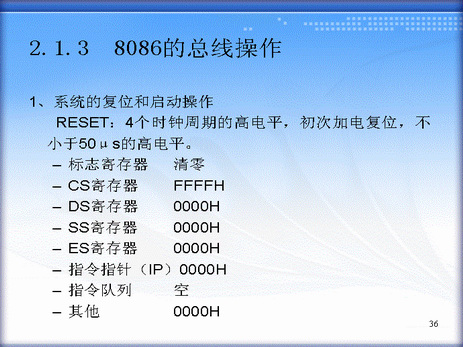 2.1.3 8086的总线操作
1、系统的复位和启动操作
RESET：4个时钟周期的高电平，初次加电复位，不
小于50μs的高电平。
– 标志寄存器 清零
– CS寄存器 FFFFH
– DS寄存器 0000H
– SS寄存器 0000H
– ES寄存器 0000H
– 指令指针（IP）0000H
– 指令队列 空
– 其他 0000H
36